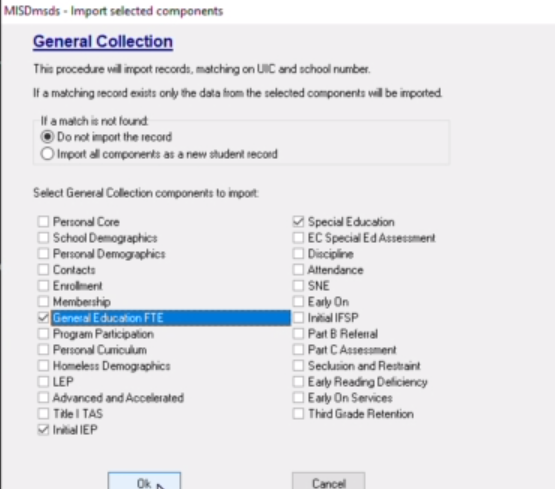 MISDmsds - Import selected components
General Collection
This procedure will import records, matching on UIC and school number.
If a matching record exists only the data from the selected components will be imported.
If a match is not found:
Do not import the record
Import all components as a new student record
Select General Collection components to import:
Personal Core
School Demographics
Personal Demographics
Contacts
Enrollment
Membership
General Education FTE
Program Participation
Personal Curriculum
Homeless Demographics
LEP
Advanced and Accelerated
Title I TAS
Initial IEP
Special Education
EC Special Ed Assessment
Discipline
Attendance
SNE
Early On
Initial IFSP
Part B Referral
Part C Assessment
Seclusion and Restraint
Early Reading Deficiency
Early On Services
Third Grade Retention
Ok
Cancel